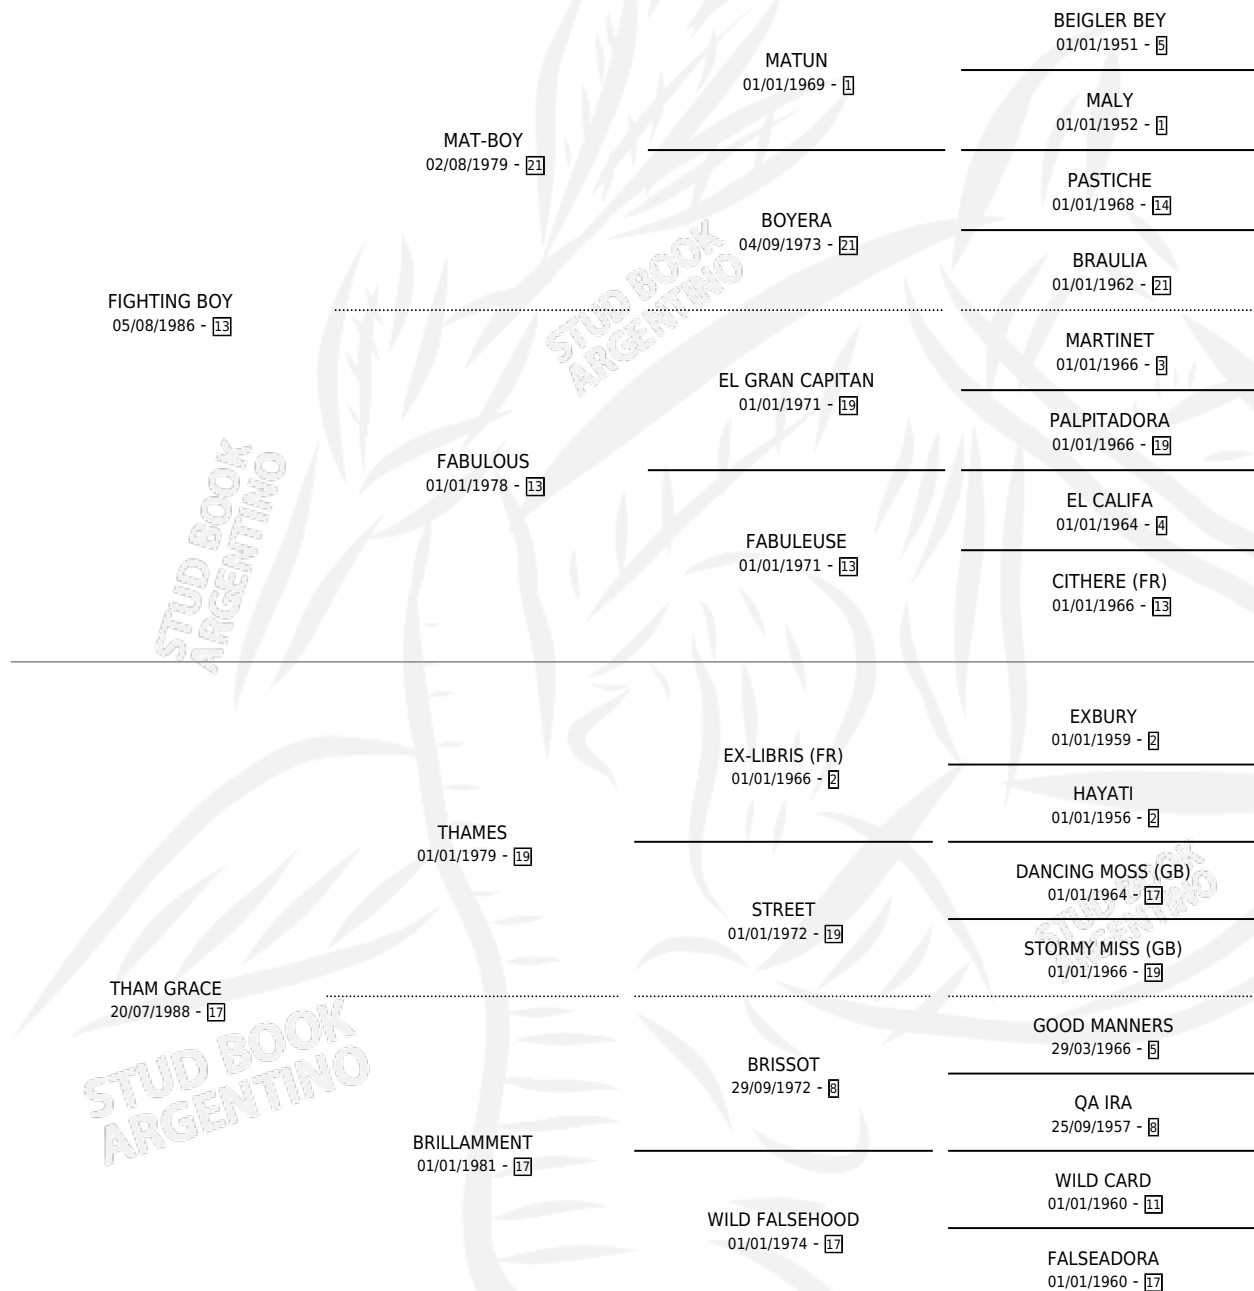 BEIGLER BEY
01/01/1951 - 5
MATUN
01/01/1969 - 1
MALY
01/01/1952 - 1
MAT-BOY
02/08/1979 - 21
PASTICHE
01/01/1968 - 14
BOYERA
04/09/1973 - 21
BRAULIA
01/01/1962 - 21
FIGHTING BOY
05/08/1986 - 13
MARTINET
01/01/1966 - 3
EL GRAN CAPITAN
01/01/1971 - 19
PALPITADORA
01/01/1966 - 19
FABULOUS
01/01/1978 - 13
EL CALIFA
01/01/1964 - 4
FABULEUSE
01/01/1971 - 13
CITHERE (FR)
01/01/1966 - 13
STUD BOOK
ARGENTINO
STUD BOOK
ARGENTINO
EXBURY
01/01/1959 - 2
EX-LIBRIS (FR)
01/01/1966 - 2
HAYATI
01/01/1956 - 2
THAMES
01/01/1979 - 19
DANCING MOSS (GB)
01/01/1964 - 17
STREET
01/01/1972 - 19
STORMY MISS (GB)
01/01/1966 - 19
STUD BOOK
ARGENTINO
THAM GRACE
20/07/1988 - 17
GOOD MANNERS
29/03/1966 - 5
BRISSOT
29/09/1972 - 8
QA IRA
25/09/1957 - 8
STUD BOOK
ARGENTINO
BRILLAMMENT
01/01/1981 - 17
WILD CARD
01/01/1960 - 11
WILD FALSEHOOD
01/01/1974 - 17
FALSEADORA
01/01/1960 - 17